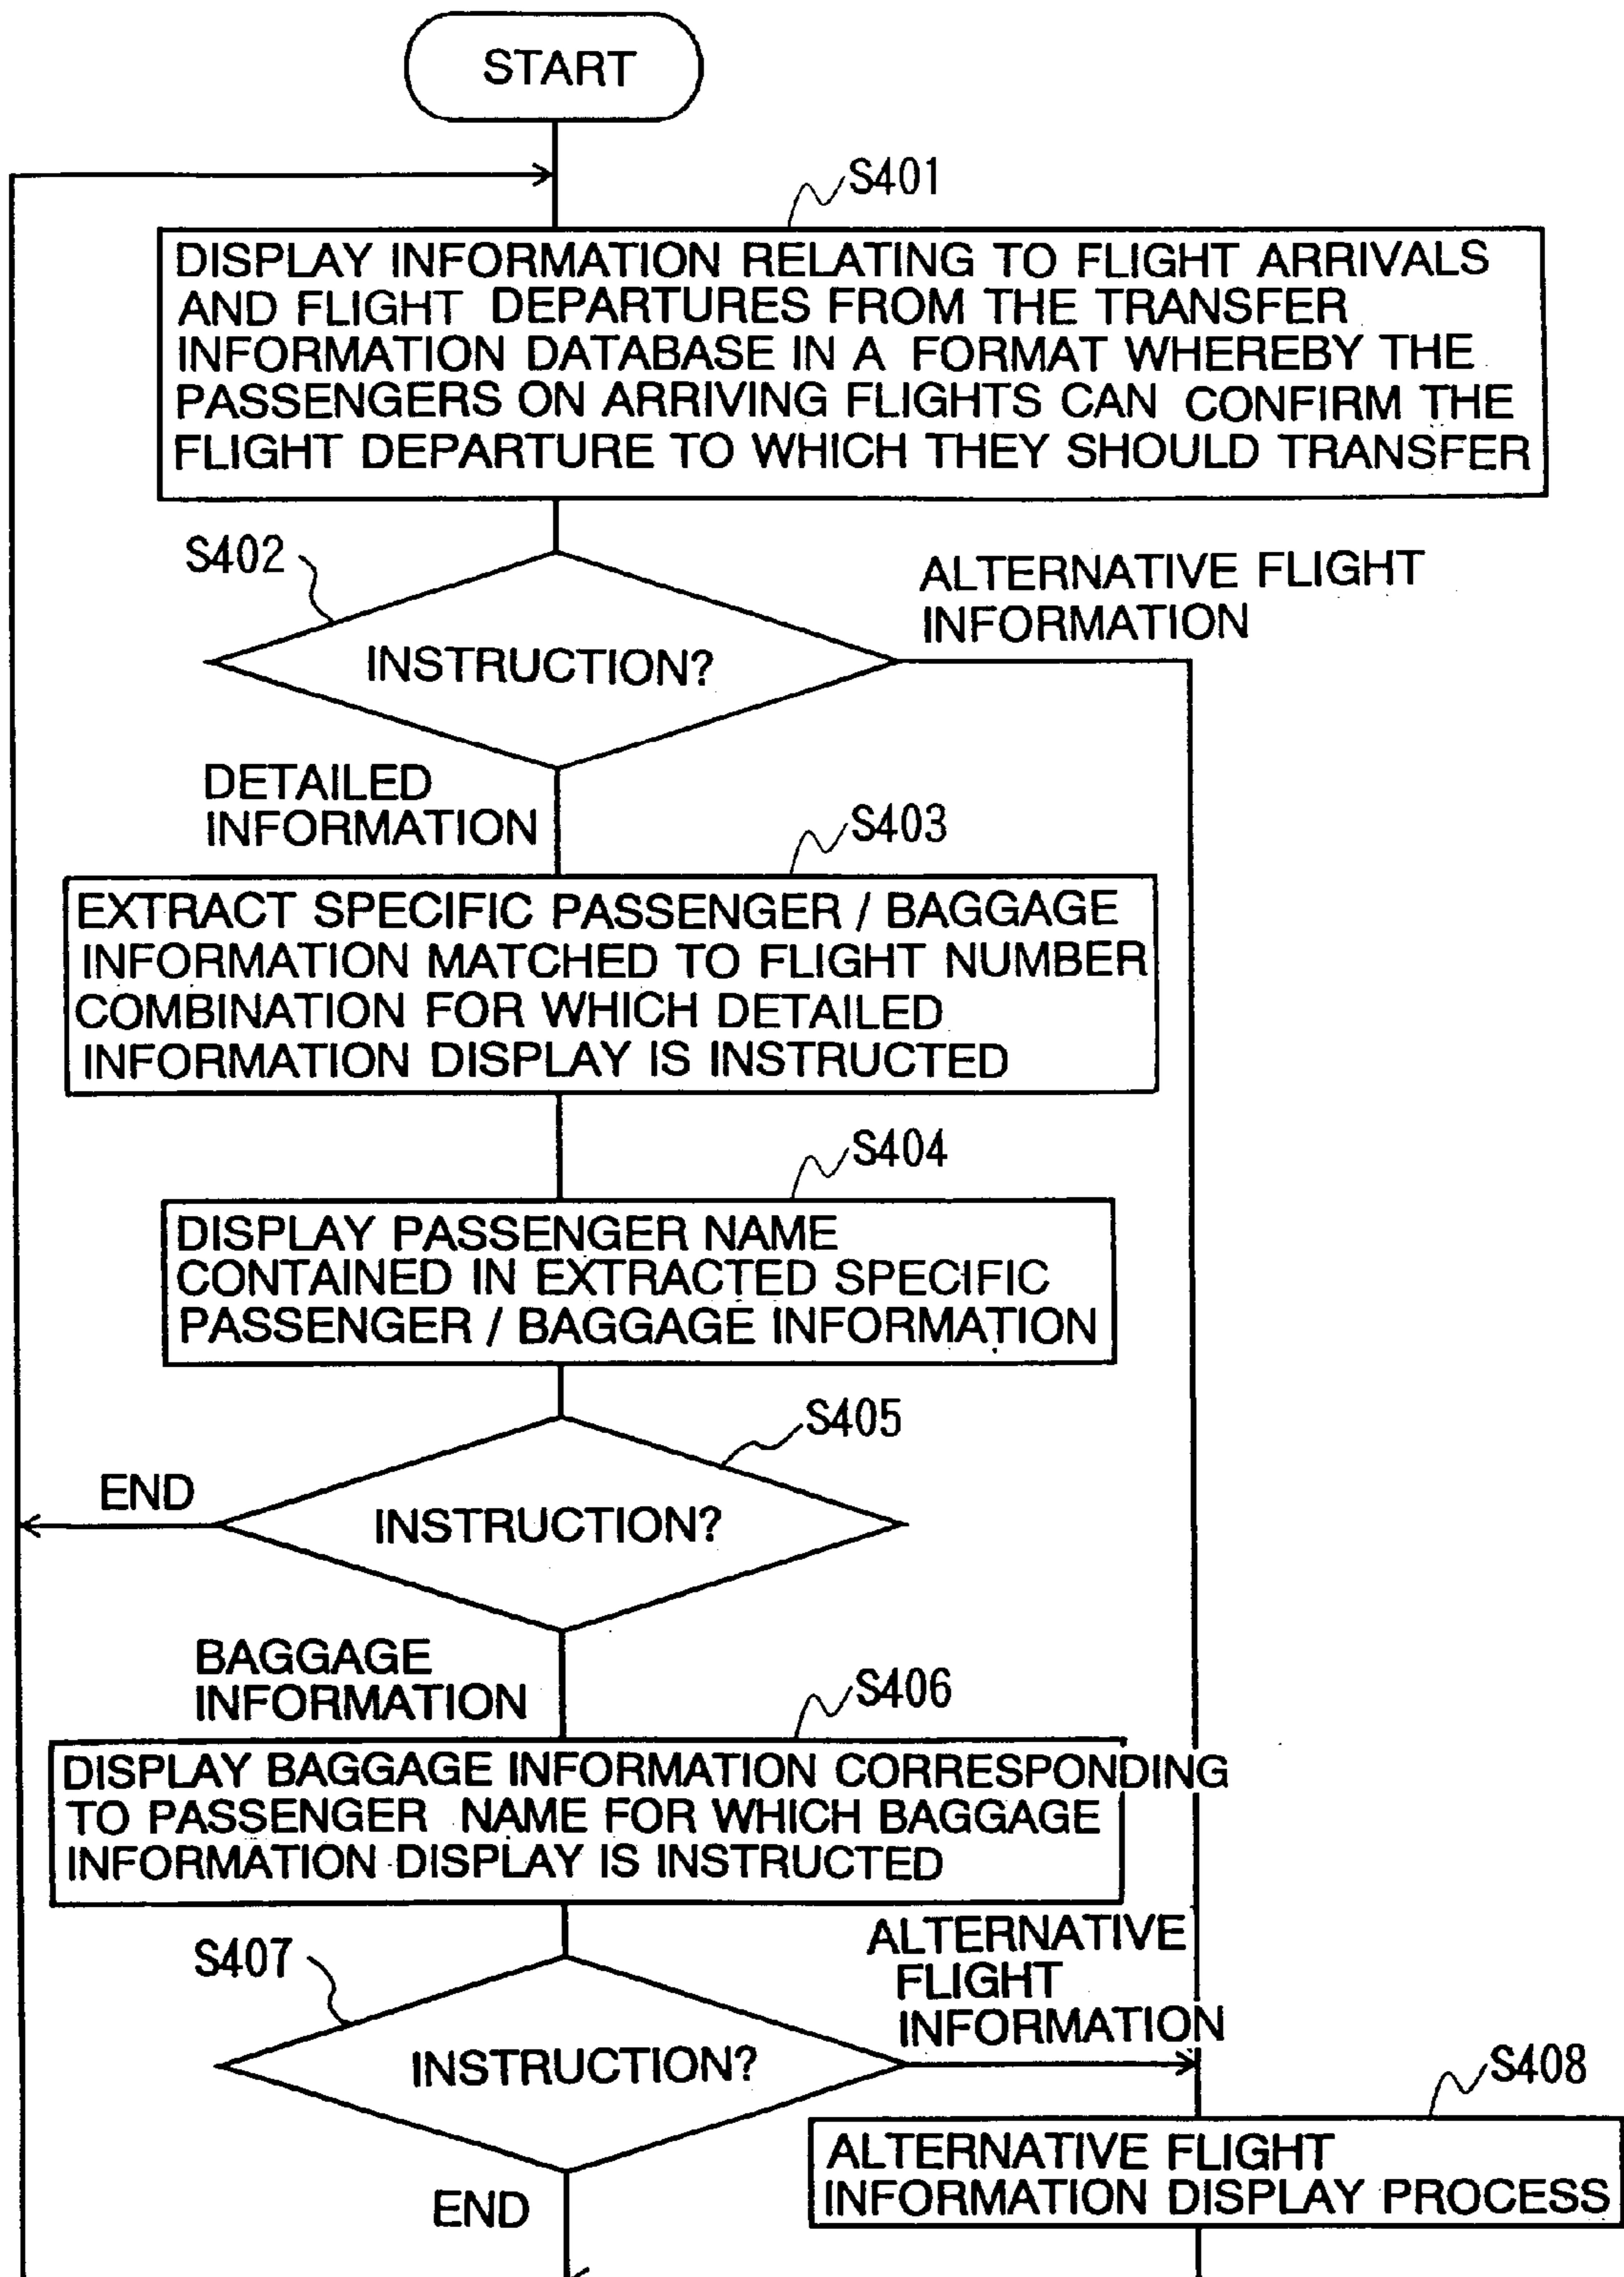 START
S401
DISPLAY INFORMATION RELATING TO FLIGHT ARRIVALS
AND FLIGHT DEPARTURES FROM THE TRANSFER
INFORMATION DATABASE IN A FORMAT WHEREBY THE
PASSENGERS ON ARRIVING FLIGHTS CAN CONFIRM THE
FLIGHT DEPARTURE TO WHICH THEY SHOULD TRANSFER
S402
ALTERNATIVE FLIGHT
INFORMATION
INSTRUCTION?
DETAILED
INFORMATION
S403
EXTRACT SPECIFIC PASSENGER / BAGGAGE
INFORMATION MATCHED TO FLIGHT NUMBER
COMBINATION FOR WHICH DETAILED
INFORMATION DISPLAY IS INSTRUCTED
S404
DISPLAY PASSENGER NAME
CONTAINED IN EXTRACTED SPECIFIC
PASSENGER / BAGGAGE INFORMATION
S405
END
INSTRUCTION?
BAGGAGE
INFORMATION
S406
DISPLAY BAGGAGE INFORMATION CORRESPONDING
TO PASSENGER NAME FOR WHICH BAGGAGE
INFORMATION DISPLAY IS INSTRUCTED
S407
ALTERNATIVE
FLIGHT
INFORMATION
INSTRUCTION?
S408
ALTERNATIVE FLIGHT
INFORMATION DISPLAY PROCESS
END